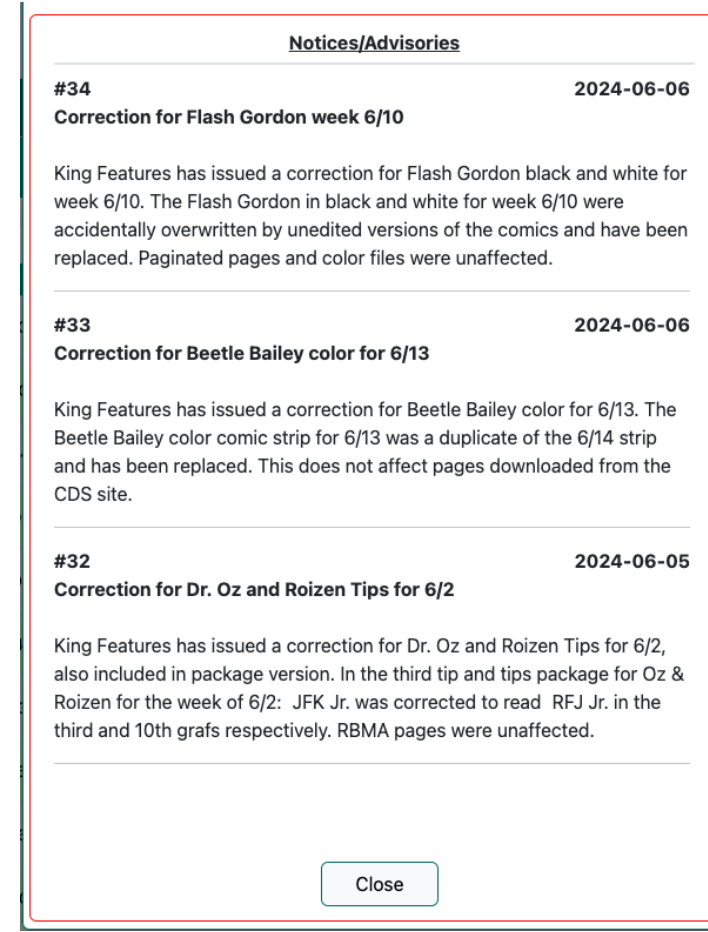 Notices/Advisories
#34 2024-06-06
Correction for Flash Gordon week 6/10
King Features has issued a correction for Flash Gordon black and white for
week 6/10. The Flash Gordon in black and white for week 6/10 were
accidentally overwritten by unedited versions of the comics and have been
replaced. Paginated pages and color files were unaffected.
#33 2024-06-06
Correction for Beetle Bailey color for 6/13
King Features has issued a correction for Beetle Bailey color for 6/13. The
Beetle Bailey color comic strip for 6/13 was a duplicate of the 6/14 strip
and has been replaced. This does not affect pages downloaded from the
CDS site.
#32 2024-06-05
Correction for Dr. Oz and Roizen Tips for 6/2
King Features has issued a correction for Dr. Oz and Roizen Tips for 6/2,
also included in package version. In the third tip and tips package for Oz &
Roizen for the week of 6/2:  JFK Jr. was corrected to read  RFJ Jr. in the
third and 10th grafs respectively. RBMA pages were unaffected.
Close